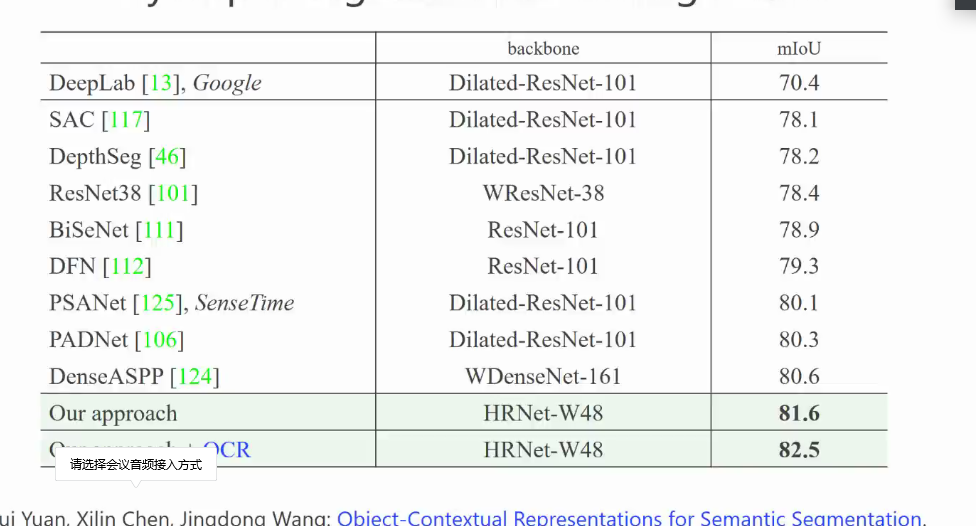 backbone mIoU
DeepLab [13], Google Dilated-ResNet-101 70.4
SAC [117] Dilated-ResNet-101 78.1
DepthSeg [46] Dilated-ResNet-101 78.2
ResNet38 [101] WResNet-38 78.4
BiSeNet [111] ResNet-101 78.9
DFN [112] ResNet-101 79.3
PSANet [125], SenseTime Dilated-ResNet-101 80.1
PADNet [106] Dilated-ResNet-101 80.3
DenseASPP [124] WDenseNet-161 80.6
Our approach HRNet-W48 81.6
OCR HRNet-W48 82.5
请选择会议音频接入方式
Yuan, Xilin Chen, Jingdong Wang: Object-Contextual Representations for Semantic Segmentation.